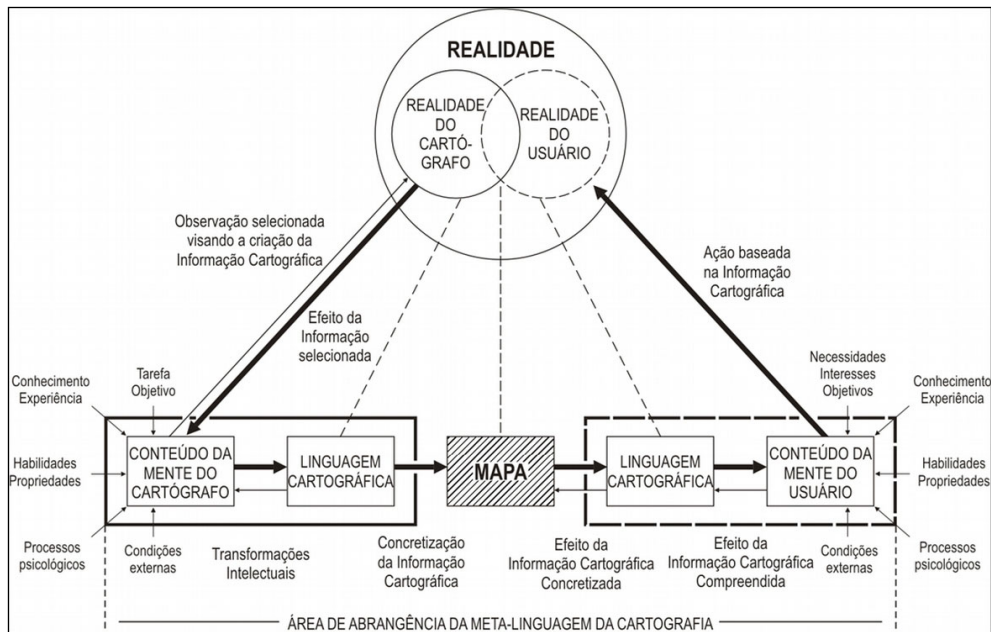 REALIDADE
REALIDADE
DO
CARTÓ-
GRAFO
REALIDADE
DO
USUÁRIO
Observação selecionada
visando a criação da
Informação Cartográfica
Efeito da
Informação
selecionada
Ação baseada
na Informação
Cartográfica
Conhecimento
Experiência
Tarefa
Objetivo
Habilidades
Propriedades
Processos
psicológicos
Condições
externas
CONTEÚDO DA
MENTE DO
CARTÓGRAFO
LINGUAGEM
CARTOGRÁFICA
MAPA
LINGUAGEM
CARTOGRÁFICA
CONTEÚDO DA
MENTE DO
USUÁRIO
Necessidades
Interesses
Objetivos
Conhecimento
Experiência
Habilidades
Propriedades
Processos
psicológicos
Condições
externas
Transformações
Intelectuais
Concretização
da Informação
Cartográfica
Efeito da
Informação Cartográfica
Concretizada
Efeito da
Informação Cartográfica
Compreendida
ÁREA DE ABRANGÊNCIA DA META-LINGUAGEM DA CARTOGRAFIA